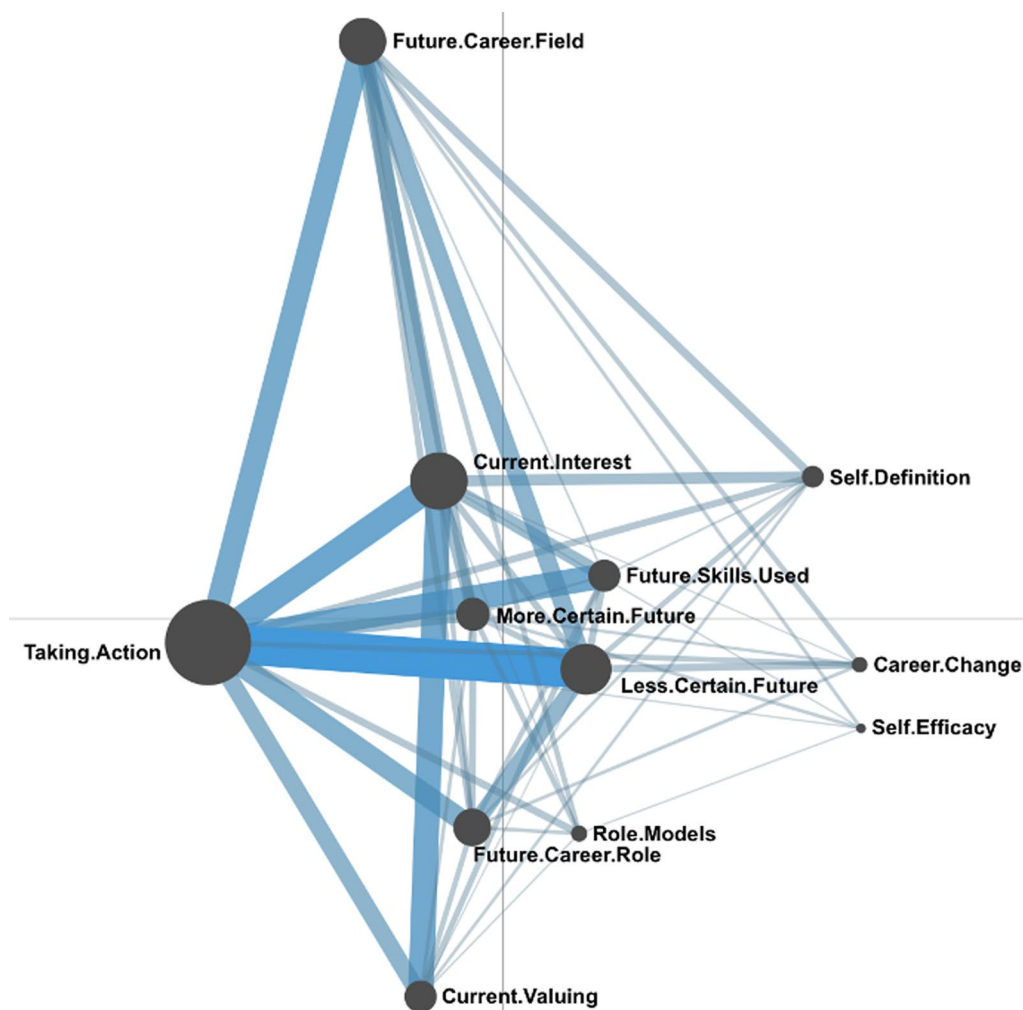 Future.Career.Field
Current.Interest
Self.Definition
Future.Skills.Used
More.Certain.Future
Taking.Action
Career.Change
Less.Certain.Future
Self.Efficacy
Role.Models
Future.Career.Role
Current.Valuing